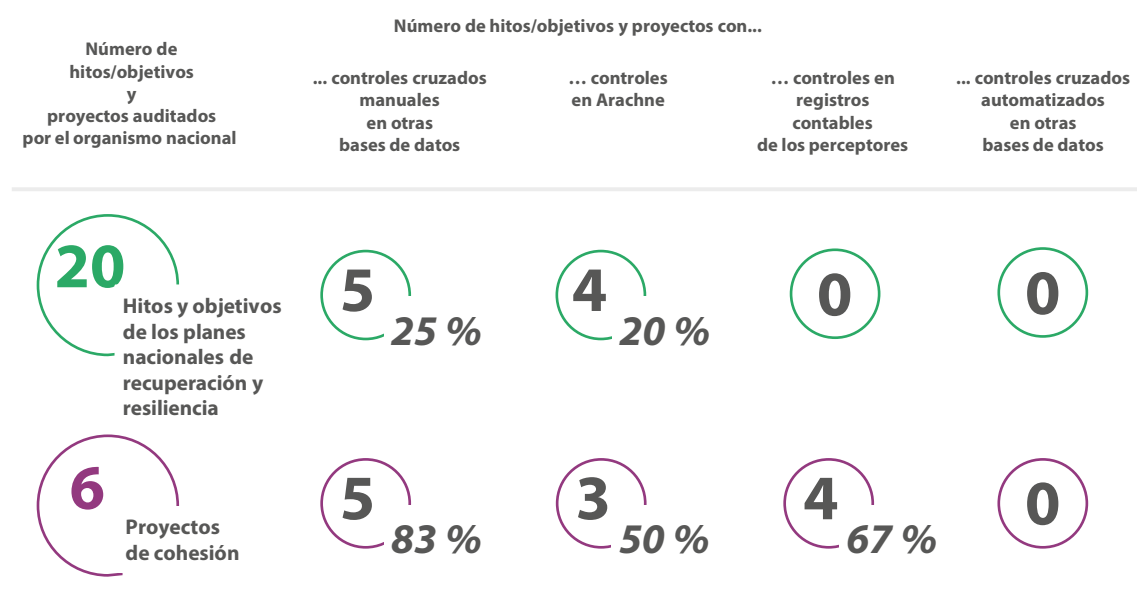 Número de hitos/objetivos y proyectos con...
Número de
hitos/objetivos
y
proyectos auditados
por el organismo nacional
... controles cruzados
manuales
en otras
bases de datos
... controles
en Arachne
... controles en
registros
contables
de los perceptores
... controles cruzados
automatizados
en otras
bases de datos
20
Hitos y objetivos
de los planes
nacionales de
recuperación y
resiliencia
5
25 %
4
20 %
0
0
6
Proyectos
de cohesión
5
83 %
3
50 %
4
67 %
0